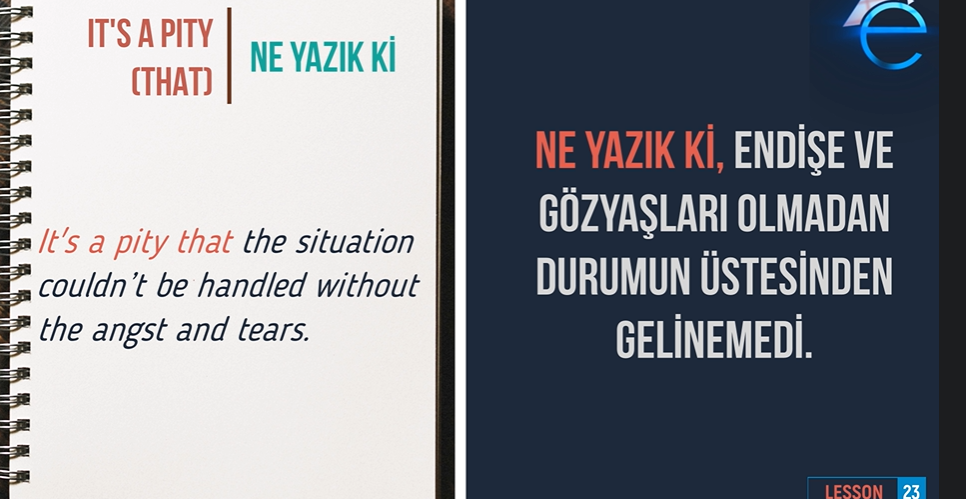 IT'S A PITY
(THAT)
NE YAZIK Kİ
It's a pity that the situation
couldn't be handled without
the angst and tears.
e
NE YAZIK Kİ, ENDİŞE VE
GÖZYAŞLARI OLMADAN
DURUMUN ÜSTESİNDEN
GELİNEMEDİ.
LESSON 23